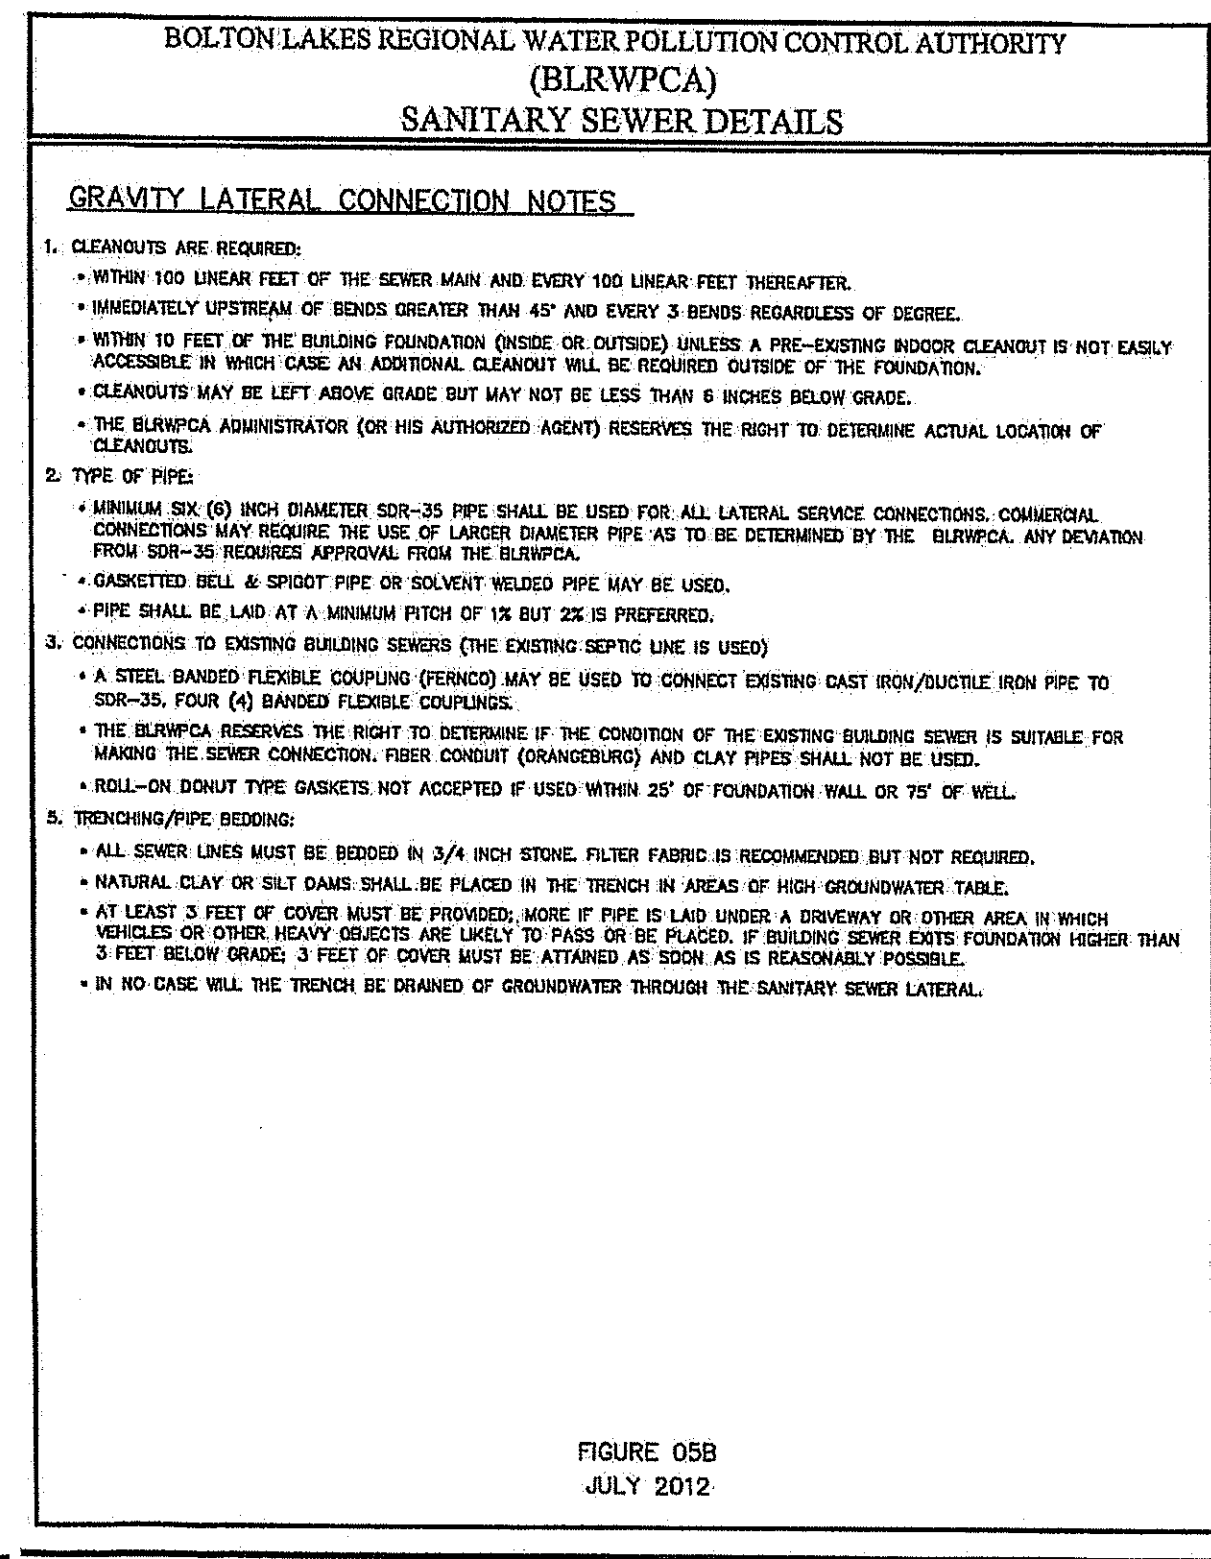 BOLTON LAKES REGIONAL WATER POLLUTION CONTROL AUTHORITY
(BLRWPCA)
SANITARY SEWER DETAILS
GRAVITY LATERAL CONNECTION NOTES
1. CLEANOUTS ARE REQUIRED:
• WITHIN 100 LINEAR FEET OF THE SEWER MAIN AND EVERY 100 LINEAR FEET THEREAFTER.
• IMMEDIATELY UPSTREAM OF BENDS GREATER THAN 45° AND EVERY 3 BENDS REGARDLESS OF DEGREE.
• WITHIN 10 FEET OF THE BUILDING FOUNDATION (INSIDE OR OUTSIDE) UNLESS A PRE-EXISTING INDOOR CLEANOUT IS NOT EASILY
ACCESSIBLE IN WHICH CASE AN ADDITIONAL CLEANOUT WILL BE REQUIRED OUTSIDE OF THE FOUNDATION.
• CLEANOUTS MAY BE LEFT ABOVE GRADE BUT MAY NOT BE LESS THAN 6 INCHES BELOW GRADE.
• THE BLRWPCA ADMINISTRATOR (OR HIS AUTHORIZED AGENT) RESERVES THE RIGHT TO DETERMINE ACTUAL LOCATION OF
CLEANOUTS.
2. TYPE OF PIPE:
• MINIMUM SIX (6) INCH DIAMETER SDR-35 PIPE SHALL BE USED FOR ALL LATERAL SERVICE CONNECTIONS. COMMERCIAL
CONNECTIONS MAY REQUIRE THE USE OF LARGER DIAMETER PIPE AS TO BE DETERMINED BY THE BLRWPCA. ANY DEVIATION
FROM SDR-35 REQUIRES APPROVAL FROM THE BLRWPCA.
• GASKETTED BELL & SPIGOT PIPE OR SOLVENT WELDED PIPE MAY BE USED.
• PIPE SHALL BE LAID AT A MINIMUM PITCH OF 1% BUT 2% IS PREFERRED.
3. CONNECTIONS TO EXISTING BUILDING SEWERS (THE EXISTING SEPTIC LINE IS USED)
• A STEEL BANDED FLEXIBLE COUPLING (FERNCO) MAY BE USED TO CONNECT EXISTING CAST IRON/DUCTILE IRON PIPE TO
SDR-35, FOUR (4) BANDED FLEXIBLE COUPLINGS.
• THE BLRWPCA RESERVES THE RIGHT TO DETERMINE IF THE CONDITION OF THE EXISTING BUILDING SEWER IS SUITABLE FOR
MAKING THE SEWER CONNECTION. FIBER CONDUIT (ORANGEBURG) AND CLAY PIPES SHALL NOT BE USED.
• ROLL-ON DONUT TYPE GASKETS NOT ACCEPTED IF USED WITHIN 25' OF FOUNDATION WALL OR 75' OF WELL.
5. TRENCHING/PIPE BEDDING:
• ALL SEWER LINES MUST BE BEDDED IN 3/4 INCH STONE. FILTER FABRIC IS RECOMMENDED BUT NOT REQUIRED.
• NATURAL CLAY OR SILT DAMS SHALL BE PLACED IN THE TRENCH IN AREAS OF HIGH GROUNDWATER TABLE.
• AT LEAST 3 FEET OF COVER MUST BE PROVIDED; MORE IF PIPE IS LAID UNDER A DRIVEWAY OR OTHER AREA IN WHICH
VEHICLES OR OTHER HEAVY OBJECTS ARE LIKELY TO PASS OR BE PLACED. IF BUILDING SEWER EXITS FOUNDATION HIGHER THAN
3 FEET BELOW GRADE; 3 FEET OF COVER MUST BE ATTAINED AS SOON AS IS REASONABLY POSSIBLE.
• IN NO CASE WILL THE TRENCH BE DRAINED OF GROUNDWATER THROUGH THE SANITARY SEWER LATERAL.
FIGURE 05B
JULY 2012